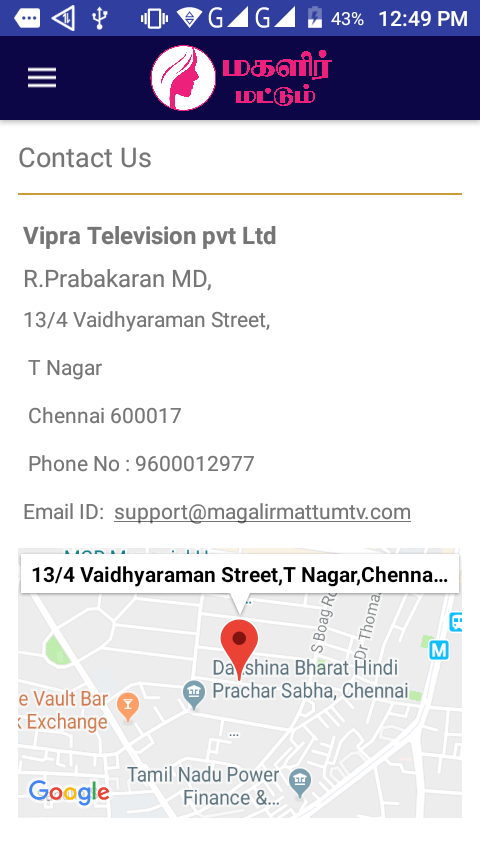 43% 12:49 PM
மகளிர்
மட்டும்
Contact Us
Vipra Television pvt Ltd
R.Prabakaran MD,
13/4 Vaidhyaraman Street,
T Nagar
Chennai 600017
Phone No : 9600012977
Email ID: support@magalirmattumtv.com
13/4 Vaidhyaraman Street,T Nagar,Chenna...
S Boag Ro
Dr Thoma
M
Dakshina Bharat Hindi
Prachar Sabha, Chennai
e Vault Bar
k Exchange
Tamil Nadu Power
Finance &...
Google